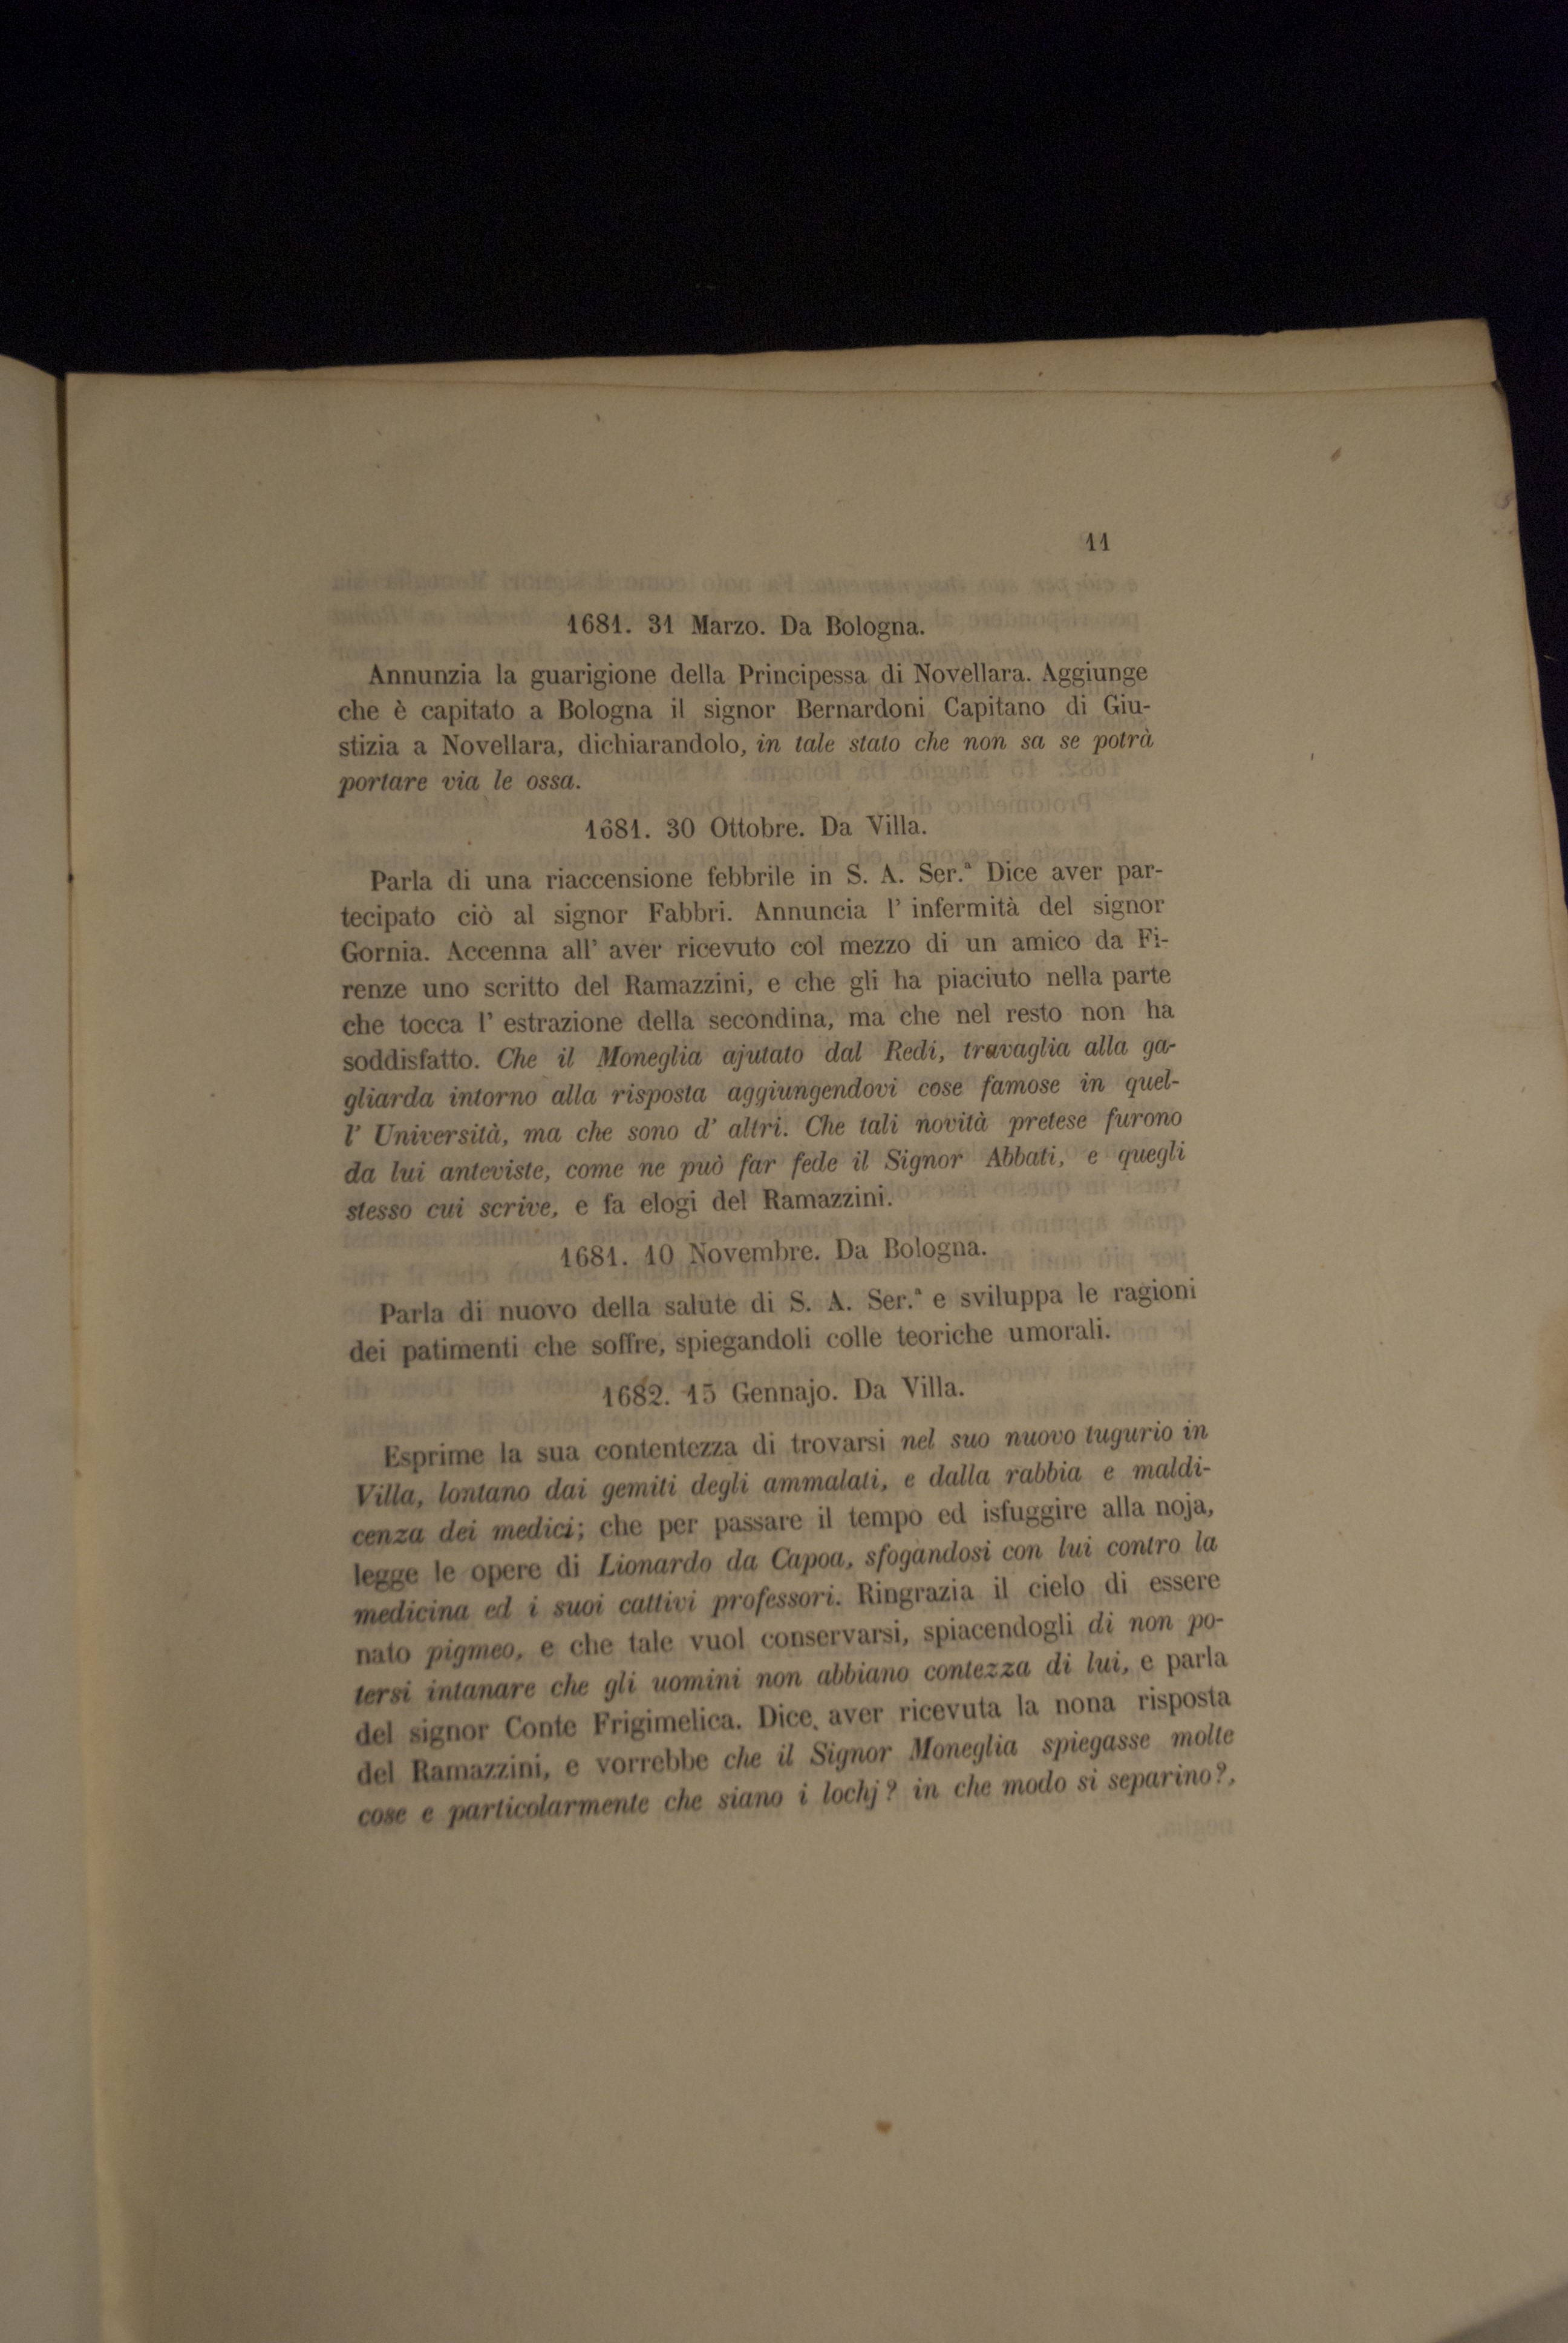 11
1681. 31 Marzo. Da Bologna.
Annunzia la guarigione della Principessa di Novellara. Aggiunge
che è capitato a Bologna il signor Bernardoni Capitano di Giu-
stizia a Novellara, dichiarandolo, in tale stato che non sa se potrà
portare via le ossa.
1681. 30 Ottobre. Da Villa.
Parla di una riaccensione febbrile in S. A. Ser.ª Dice aver par-
tecipato ciò al signor Fabbri. Annuncia l' infermità del signor
Gornia. Accenna all' aver ricevuto col mezzo di un amico da Fi-
renze uno scritto del Ramazzini, e che gli ha piaciuto nella parte
che tocca l' estrazione della secondina, ma che nel resto non ha
soddisfatto. Che il Moneglia ajutato dal Redi, travaglia alla ga-
gliarda intorno alla risposta aggiungendovi cose famose in quel-
l' Università, ma che sono d' altri. Che tali novità pretese furono
da lui anteviste, come ne può far fede il Signor Abbati, e quegli
stesso cui scrive, e fa elogi del Ramazzini.
1681. 10 Novembre. Da Bologna.
Parla di nuovo della salute di S. A. Ser.ª e sviluppa le ragioni
dei patimenti che soffre, spiegandoli colle teoriche umorali.
1682. 15 Gennajo. Da Villa.
Esprime la sua contentezza di trovarsi nel suo nuovo tugurio in
Villa, lontano dai gemiti degli ammalati, e dalla rabbia e maldi-
cenza dei medici; che per passare il tempo ed isfuggire alla noja,
legge le opere di Lionardo da Capoa, sfogandosi con lui contro la
medicina ed i suoi cattivi professori. Ringrazia il cielo di essere
nato pigmeo, e che tale vuol conservarsi, spiacendogli di non po-
tersi intanare che gli uomini non abbiano contezza di lui, e parla
del signor Conte Frigimelica. Dice aver ricevuta la nona risposta
del Ramazzini, e vorrebbe che il Signor Moneglia spiegasse molte
cose e particolarmente che siano i lochj? in che modo si separino?,